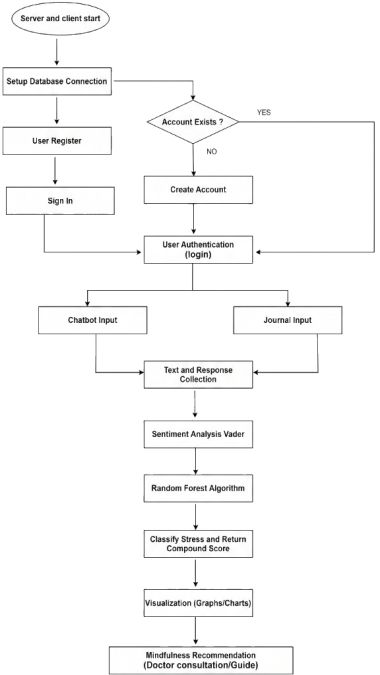 Server and client start
Setup Database Connection
Account Exists ?
YES
User Register
NO
Create Account
Sign In
User Authentication
(login)
Chatbot Input
Journal Input
Text and Response
Collection
Sentiment Analysis Vader
Random Forest Algorithm
Classify Stress and Return
Compound Score
Visualization (Graphs/Charts)
Mindfulness Recommendation
(Doctor consultation/Guide)